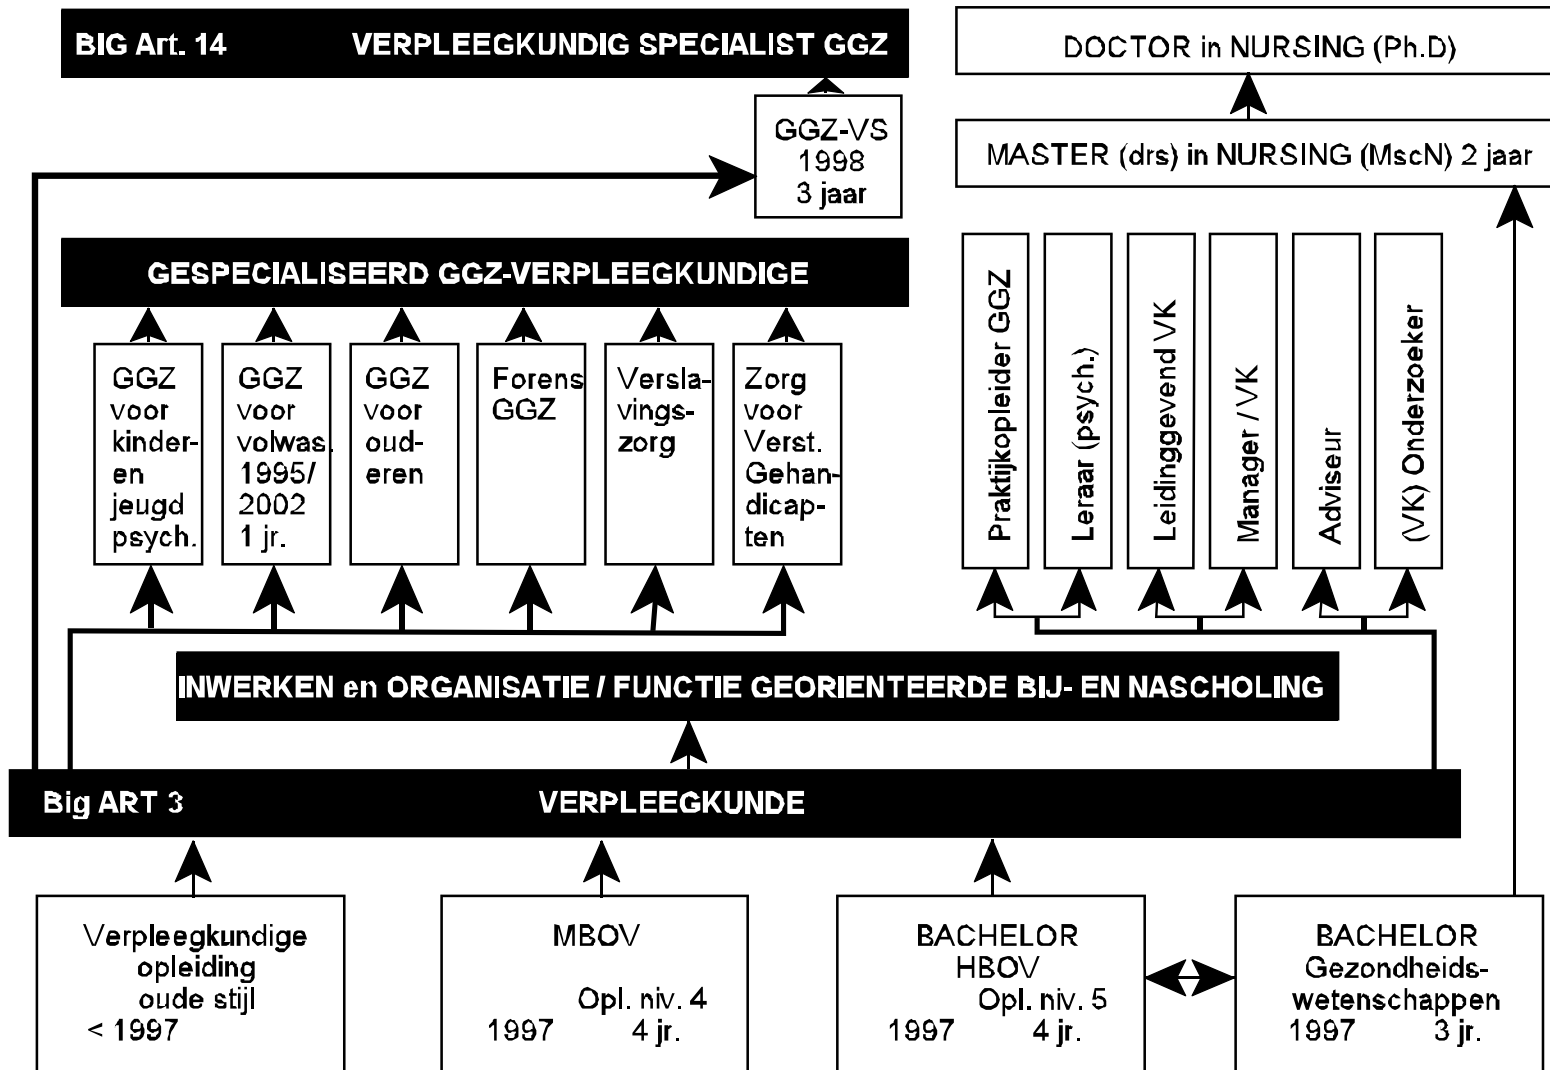 BIG Art. 14 VERPLEEGKUNDIG SPECIALIST GGZ
DOCTOR in NURSING (Ph.D)
GGZ-VS
1998
3 jaar
MASTER (drs) in NURSING (MscN) 2 jaar
GESPECIALISEERD GGZ-VERPLEEGKUNDIGE
GGZ
voor
kinder-
en
jeugd
psych.
GGZ
voor
volwas.
1995/
2002
1 jr.
GGZ
voor
oud-
eren
Forens
GGZ
Versla-
vings-
zorg
Zorg
voor
Verst.
Gehan-
dicap-
ten
Praktijkopleider GGZ
Leraar (psych.)
Leidinggevend VK
Manager / VK
Adviseur
(VK) Onderzoeker
INWERKEN en ORGANISATIE / FUNCTIE GEORIENTEERDE BIJ- EN NASCHOLING
Big ART 3 VERPLEEGKUNDE
Verpleegkundige
opleiding
oude stijl
< 1997
MBOV
Opl. niv. 4
1997 4 jr.
BACHELOR
HBOV
Opl. niv. 5
1997 4 jr.
BACHELOR
Gezondheids-
wetenschappen
1997 3 jr.